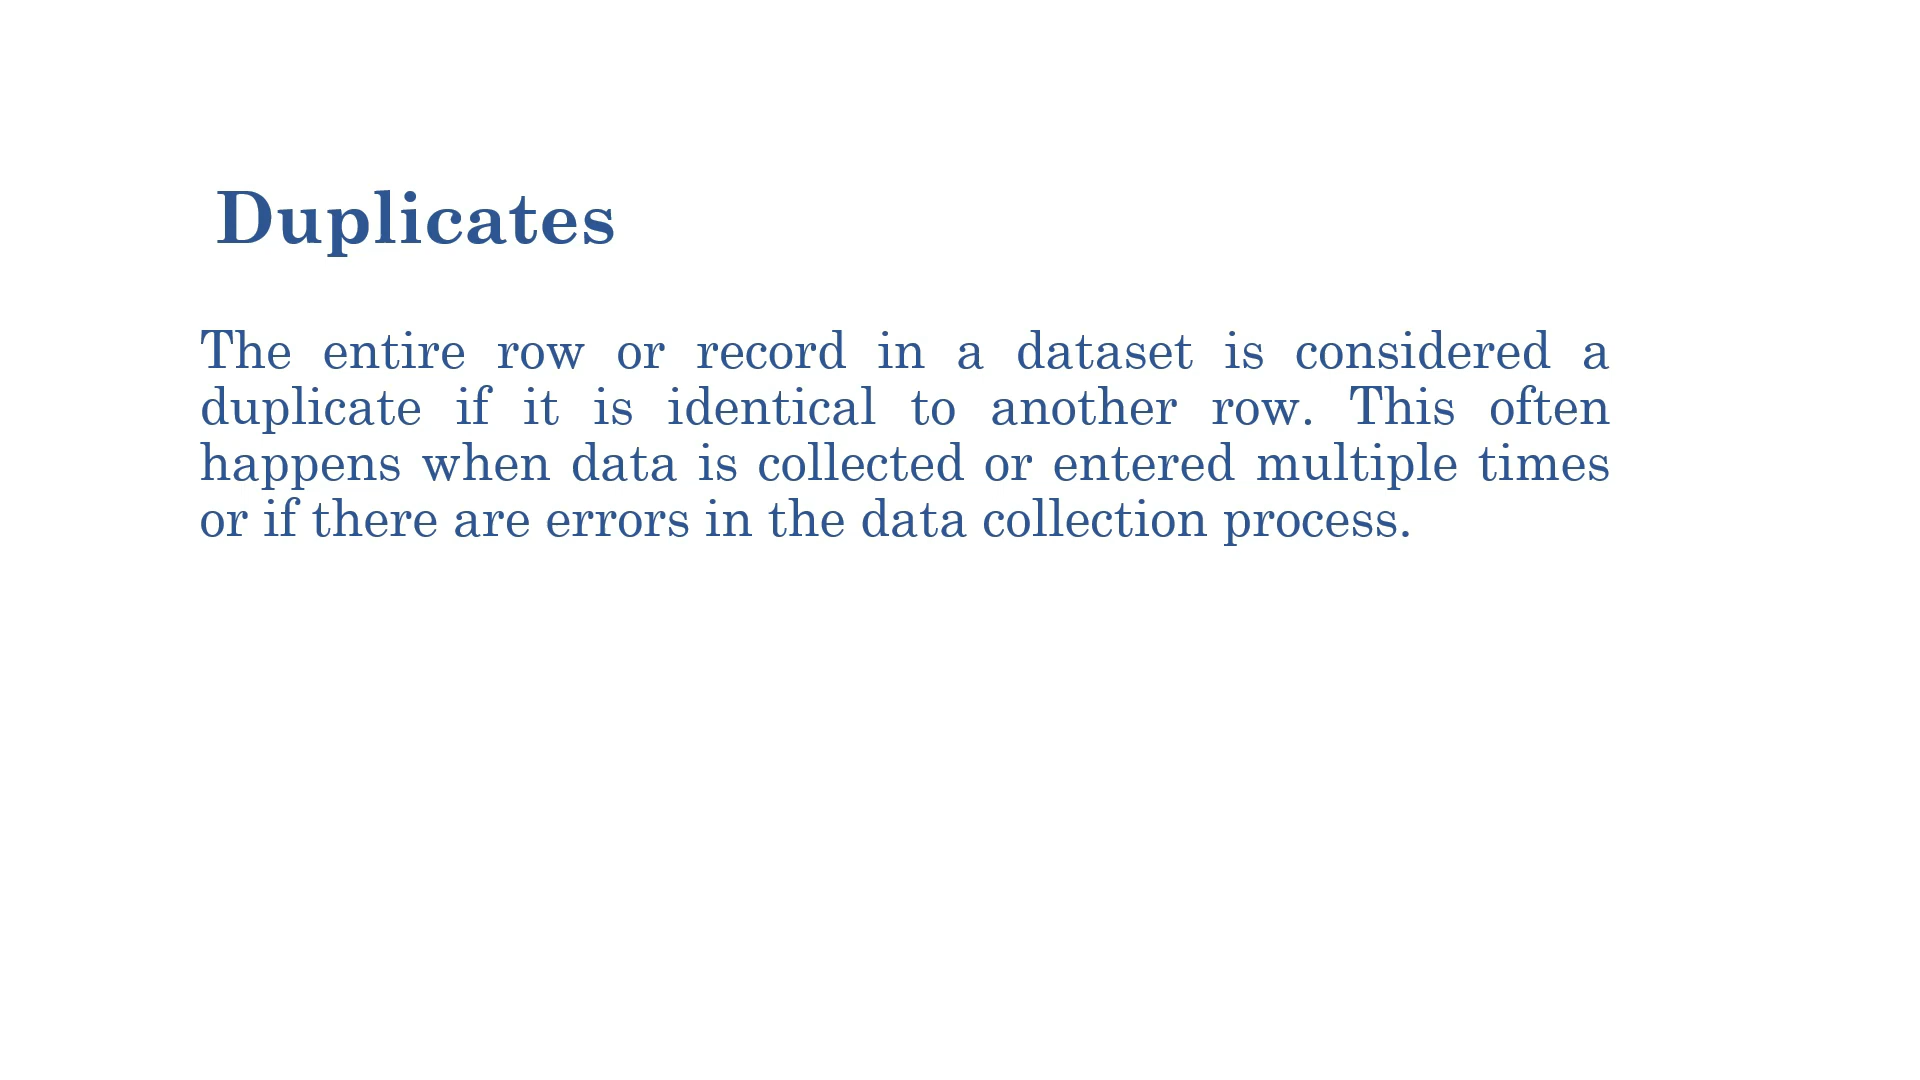 Duplicates
The entire row or record in a dataset is considered a
duplicate if it is identical to another row. This often
happens when data is collected or entered multiple times
or if there are errors in the data collection process.